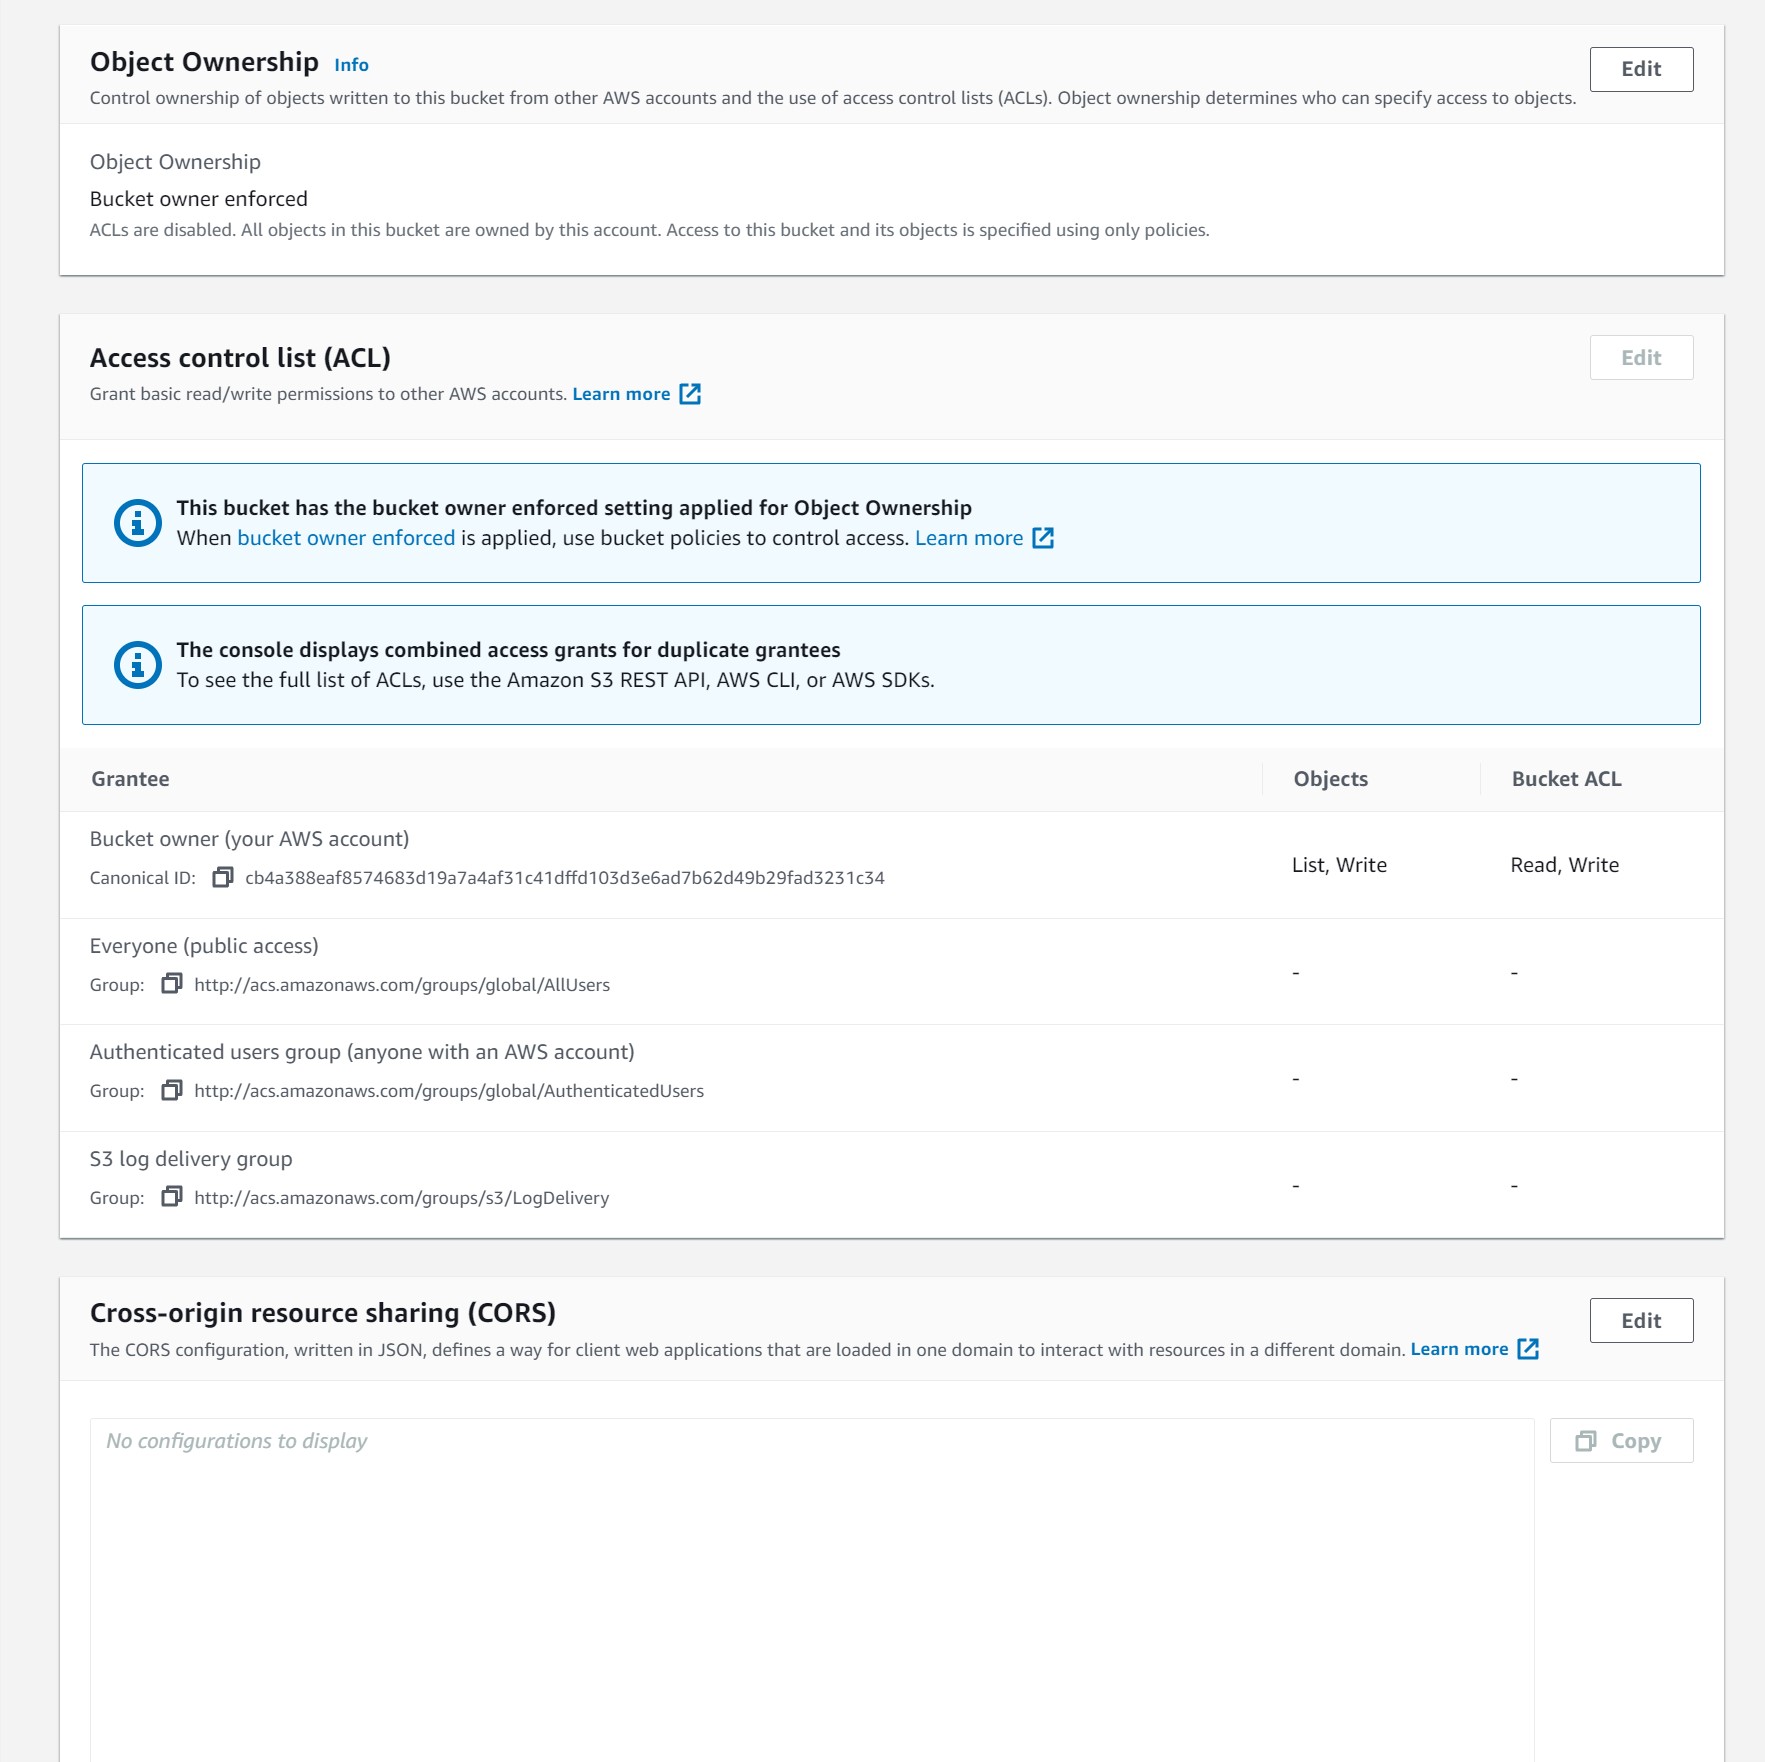 Object Ownership Info
Edit
Control ownership of objects written to this bucket from other AWS accounts and the use of access control lists (ACLs). Object ownership determines who can specify access to objects.
Object Ownership
Bucket owner enforced
ACLs are disabled. All objects in this bucket are owned by this account. Access to this bucket and its objects is specified using only policies.
Access control list (ACL)
Edit
Grant basic read/write permissions to other AWS accounts. Learn more
This bucket has the bucket owner enforced setting applied for Object Ownership
When bucket owner enforced is applied, use bucket policies to control access. Learn more
The console displays combined access grants for duplicate grantees
To see the full list of ACLs, use the Amazon S3 REST API, AWS CLI, or AWS SDKs.
Grantee Objects Bucket ACL
Bucket owner (your AWS account)
Canonical ID: cb4a388eaf8574683d19a7a4af31c41dffd103d3e6ad7b62d49b29fad3231c34
List, Write Read, Write
Everyone (public access)
Group: http://acs.amazonaws.com/groups/global/AllUsers
- -
Authenticated users group (anyone with an AWS account)
Group: http://acs.amazonaws.com/groups/global/AuthenticatedUsers
- -
S3 log delivery group
Group: http://acs.amazonaws.com/groups/s3/LogDelivery
- -
Cross-origin resource sharing (CORS)
Edit
The CORS configuration, written in JSON, defines a way for client web applications that are loaded in one domain to interact with resources in a different domain. Learn more
No configurations to display
Copy